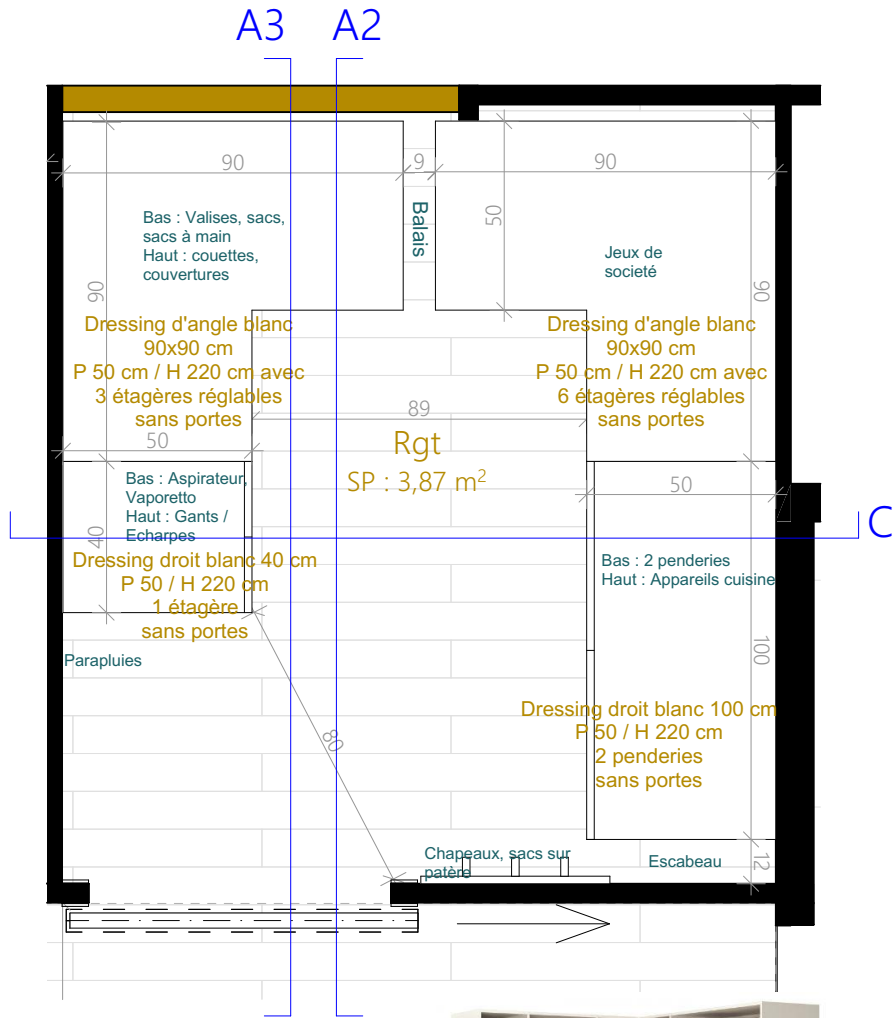 A3 A2
90 9 90
Bas : Valises, sacs,
sacs à main
Haut : couettes,
couvertures
Balais
50
Jeux de
societé
90
90
Dressing d'angle blanc
90x90 cm
P 50 cm / H 220 cm avec
3 étagères réglables
sans portes
Dressing d'angle blanc
90x90 cm
P 50 cm / H 220 cm avec
6 étagères réglables
sans portes
89
50
Rgt
SP : 3,87 m²
50
Bas : Aspirateur,
Vaporetto
Haut : Gants /
Echarpes
40
C
Dressing droit blanc 40 cm
P 50 / H 220 cm
1 étagère
sans portes
Bas : 2 penderies
Haut : Appareils cuisine
100
Parapluies
80
Dressing droit blanc 100 cm
P 50 / H 220 cm
2 penderies
sans portes
Chapeaux, sacs sur
patère
Escabeau
12